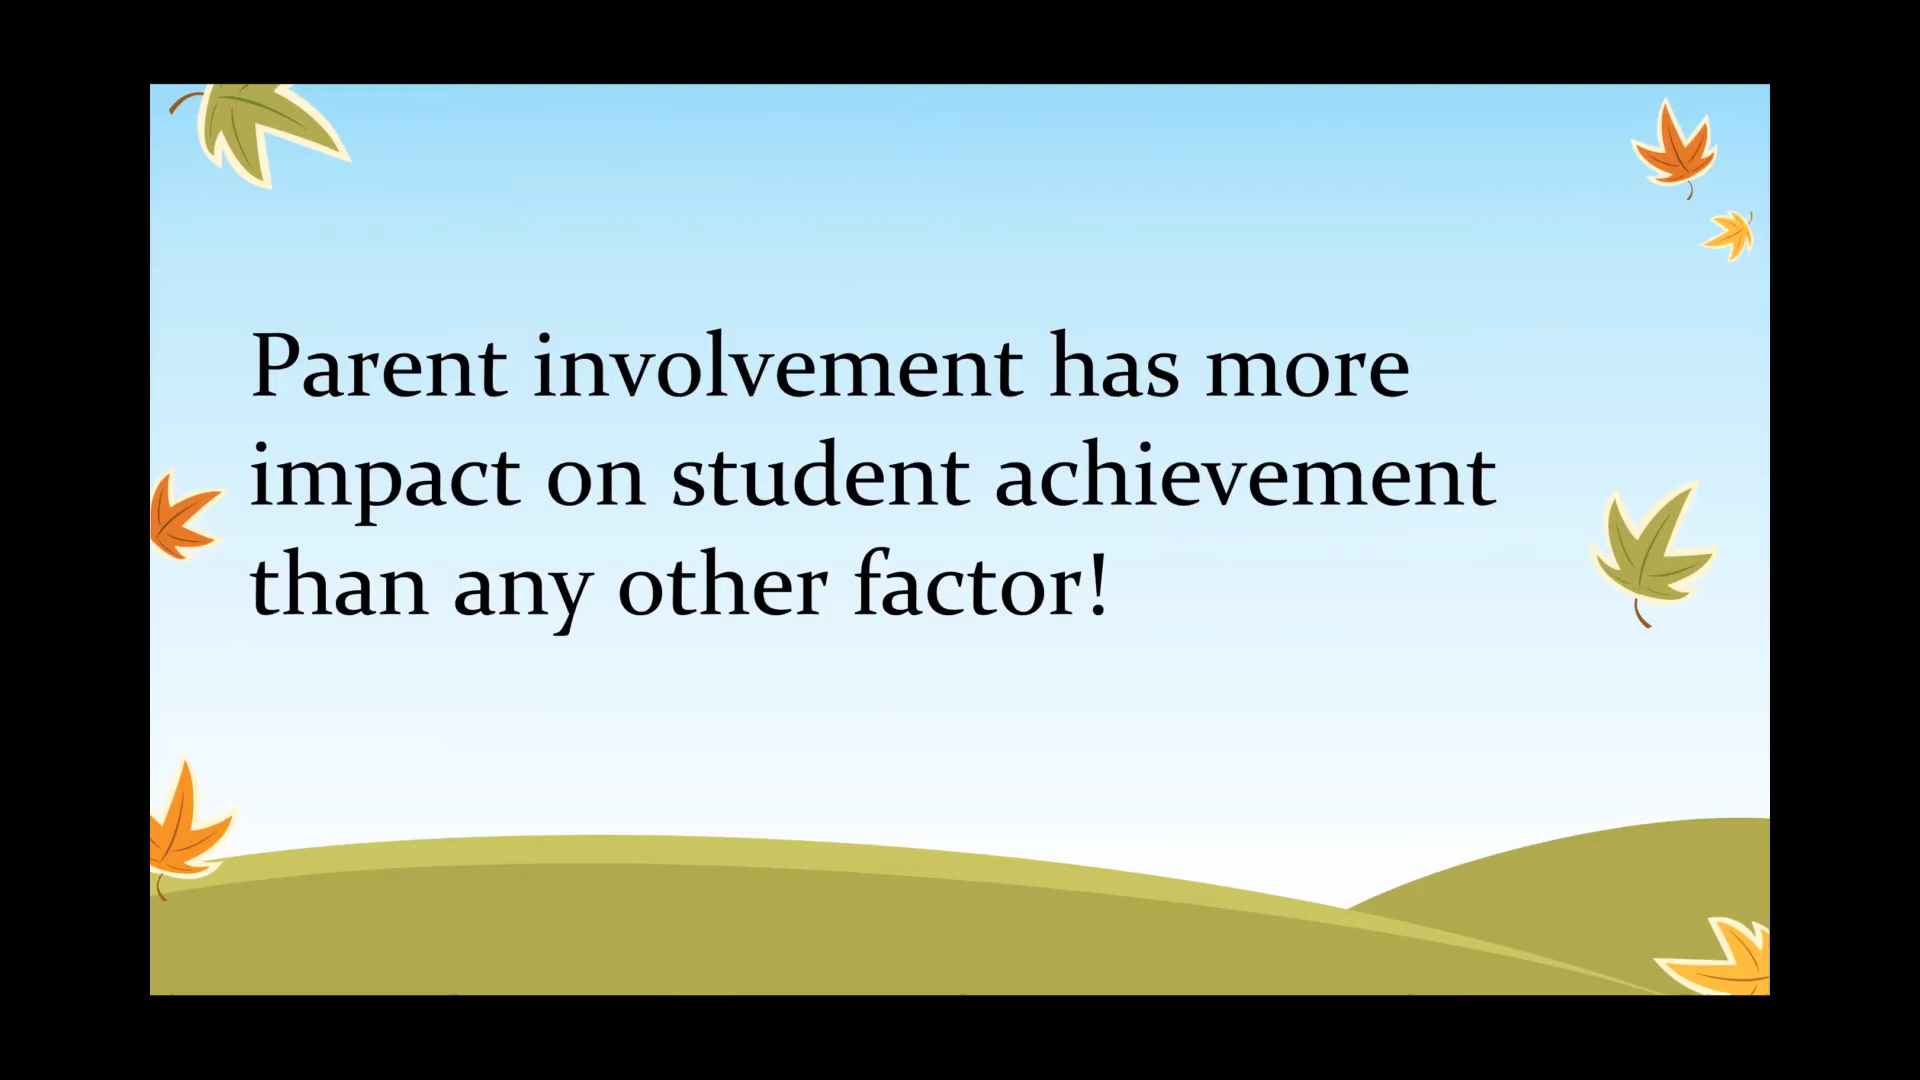 Parent involvement has more
impact on student achievement
than any other factor!